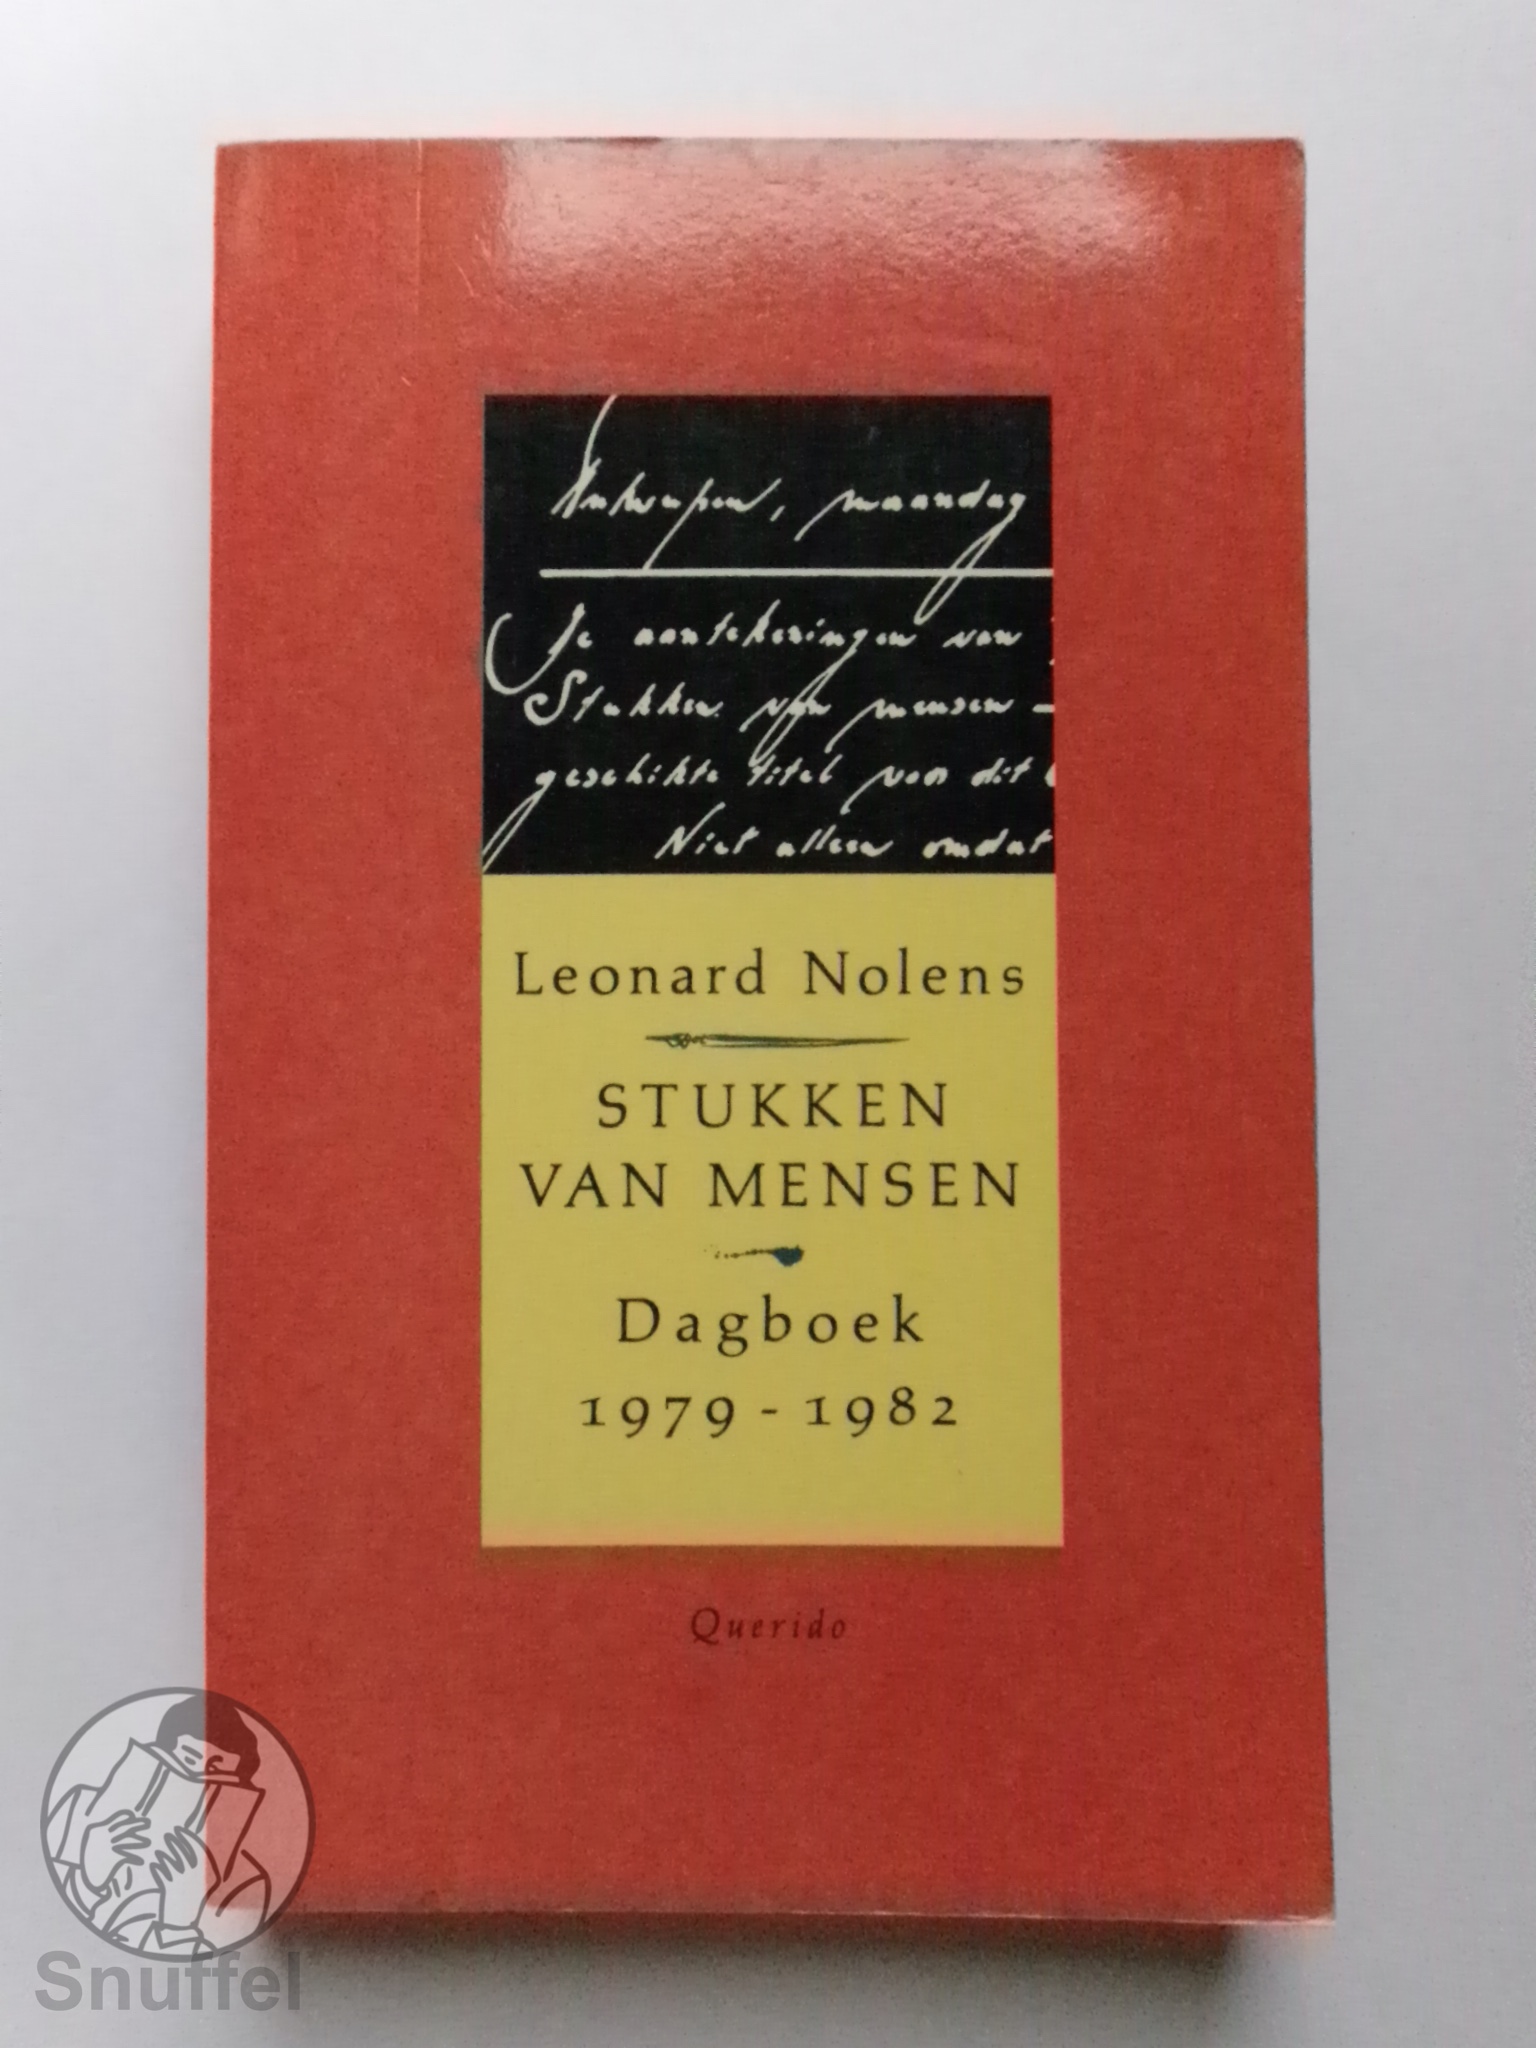 Antwerpen, maandag
Je aantekeningen van
Stukken van mensen –
geschikte titel van dit
Niet alleen omdat
Leonard Nolens
STUKKEN
VAN MENSEN
Dagboek
1979 - 1982
Querido
Snuffel